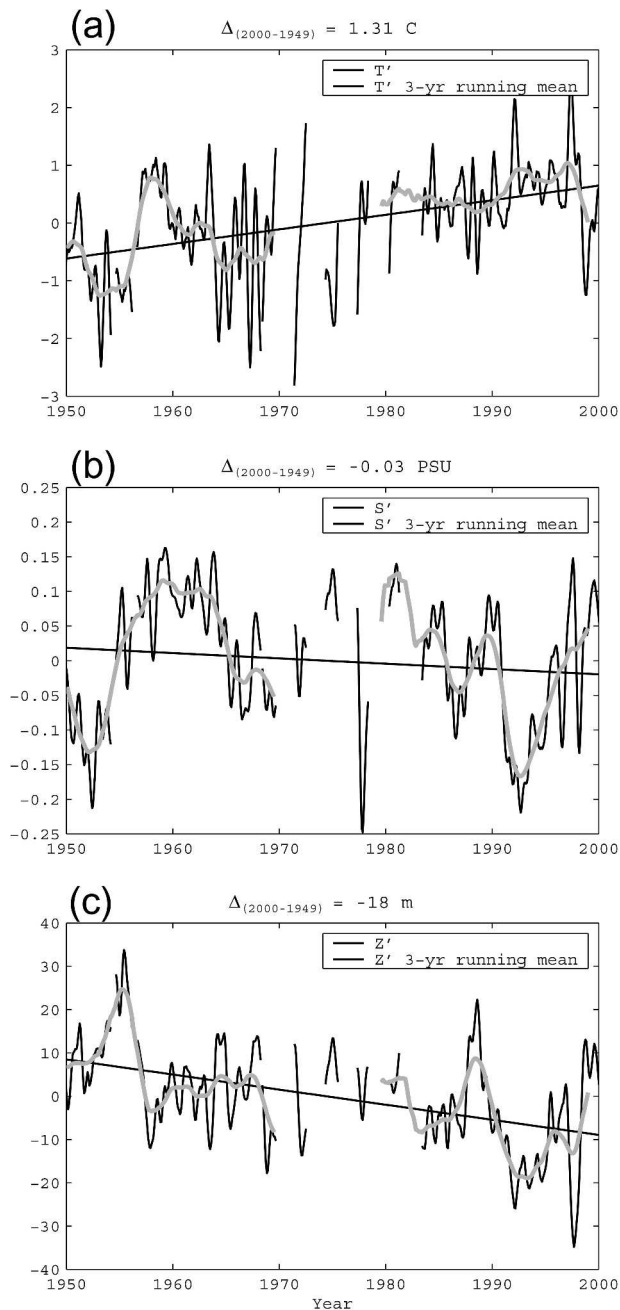 (a)
Δ(2000-1949) = 1.31 C
T'
T' 3-yr running mean
3
2
1
0
-1
-2
-3
1950 1960 1970 1980 1990 2000
(b)
Δ(2000-1949) = -0.03 PSU
S'
S' 3-yr running mean
0.25
0.2
0.15
0.1
0.05
0
-0.05
-0.1
-0.15
-0.2
-0.25
1950 1960 1970 1980 1990 2000
(c)
Δ(2000-1949) = -18 m
Z'
Z' 3-yr running mean
40
30
20
10
0
-10
-20
-30
-40
1950 1960 1970 1980 1990 2000
Year